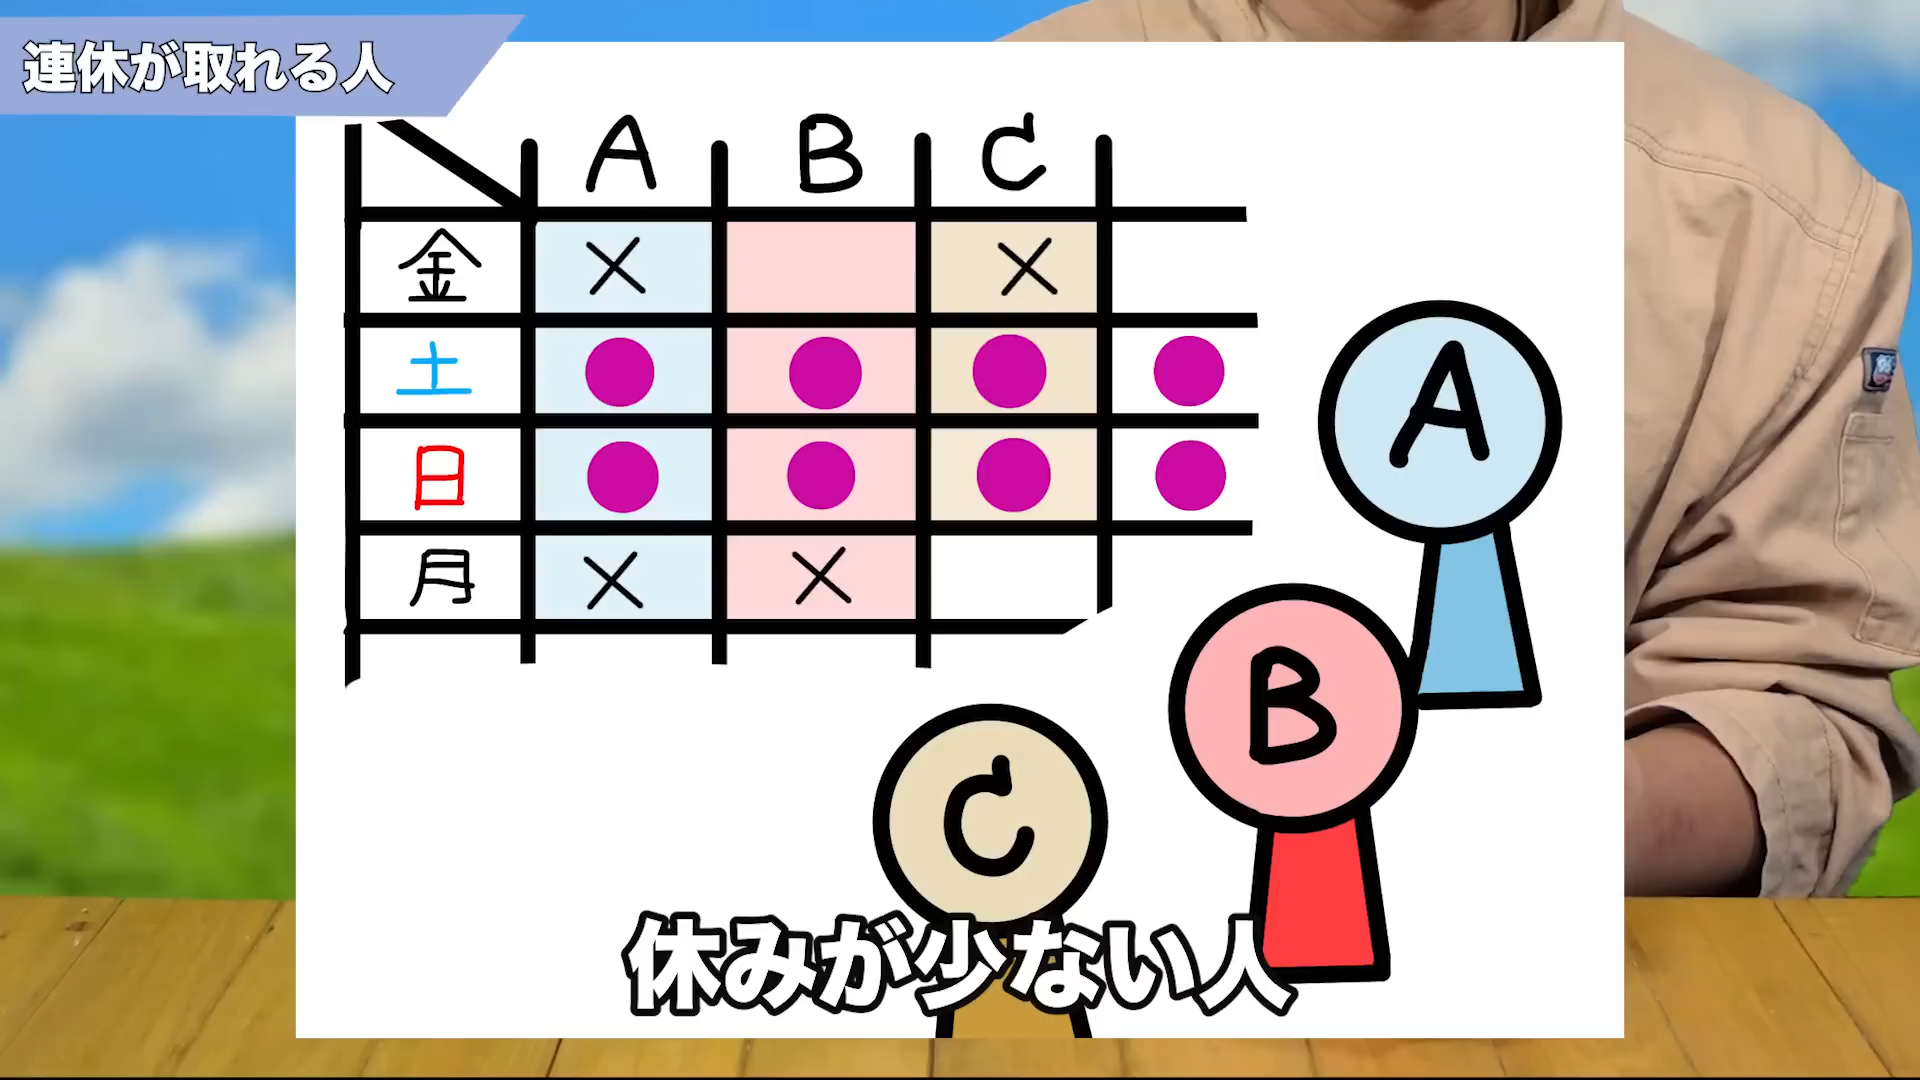 連休が取れる人
A B C
金 × ×
土
日
月 × ×
A
B
C
休みが少ない人